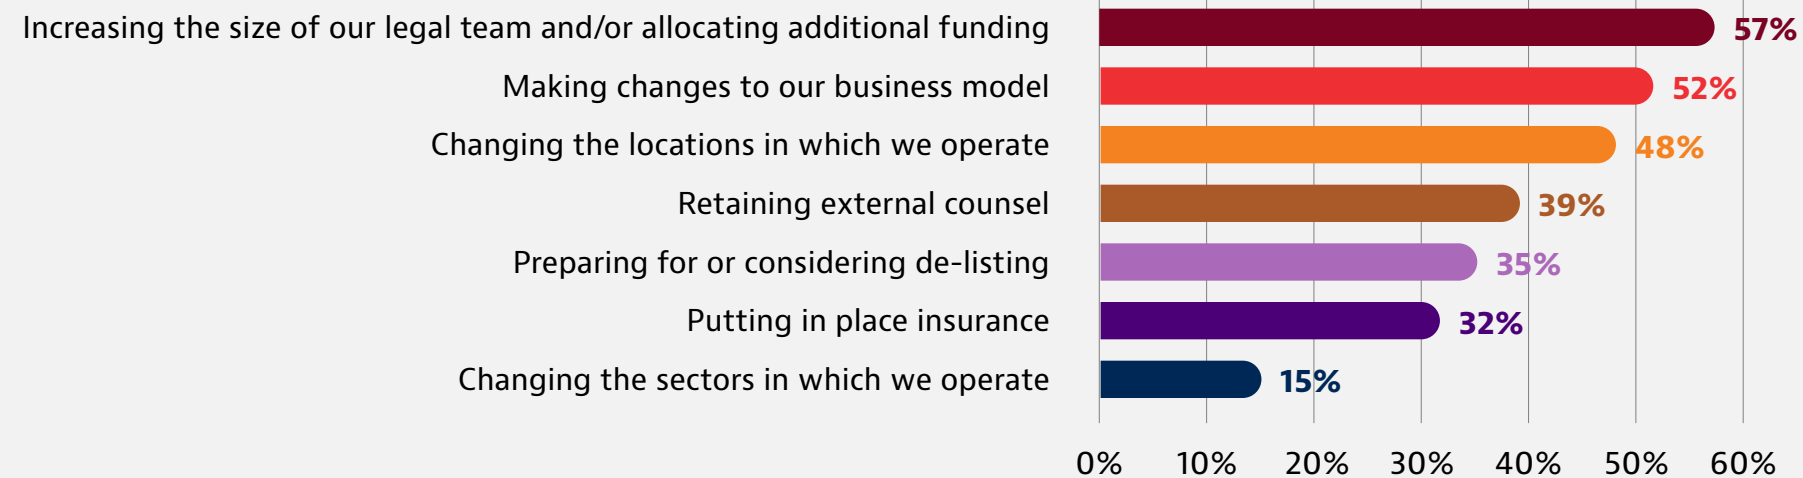 Increasing the size of our legal team and/or allocating additional funding 57%
Making changes to our business model 52%
Changing the locations in which we operate 48%
Retaining external counsel 39%
Preparing for or considering de-listing 35%
Putting in place insurance 32%
Changing the sectors in which we operate 15%
0% 10% 20% 30% 40% 50% 60%